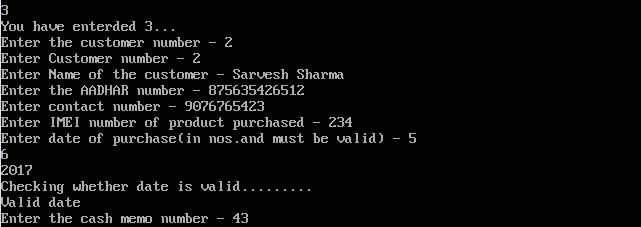 3
You have enterded 3...
Enter the customer number - 2
Enter Customer number - 2
Enter Name of the customer - Sarvesh Sharma
Enter the AADHAR number - 875635426512
Enter contact number - 9076765423
Enter IMEI number of product purchased - 234
Enter date of purchase(in nos.and must be valid) - 5
6
2017
Checking whether date is valid.........
Valid date
Enter the cash memo number - 43